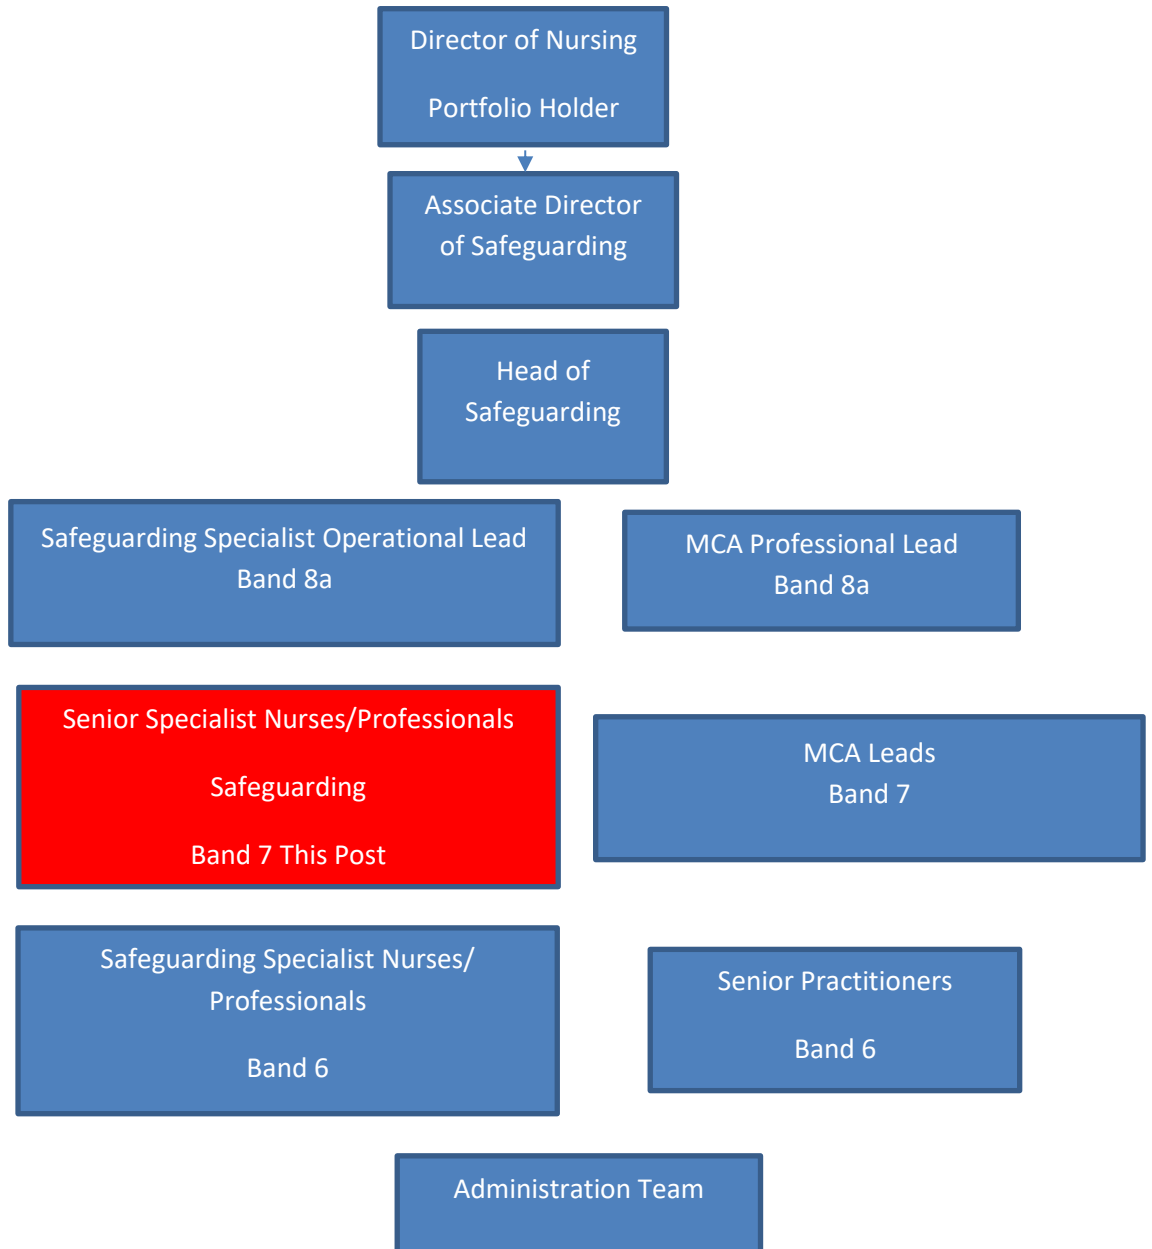 Director of Nursing
Portfolio Holder
Associate Director
of Safeguarding
Head of
Safeguarding
Safeguarding Specialist Operational Lead
Band 8a
MCA Professional Lead
Band 8a
Senior Specialist Nurses/Professionals
Safeguarding
Band 7 This Post
MCA Leads
Band 7
Safeguarding Specialist Nurses/
Professionals
Band 6
Senior Practitioners
Band 6
Administration Team